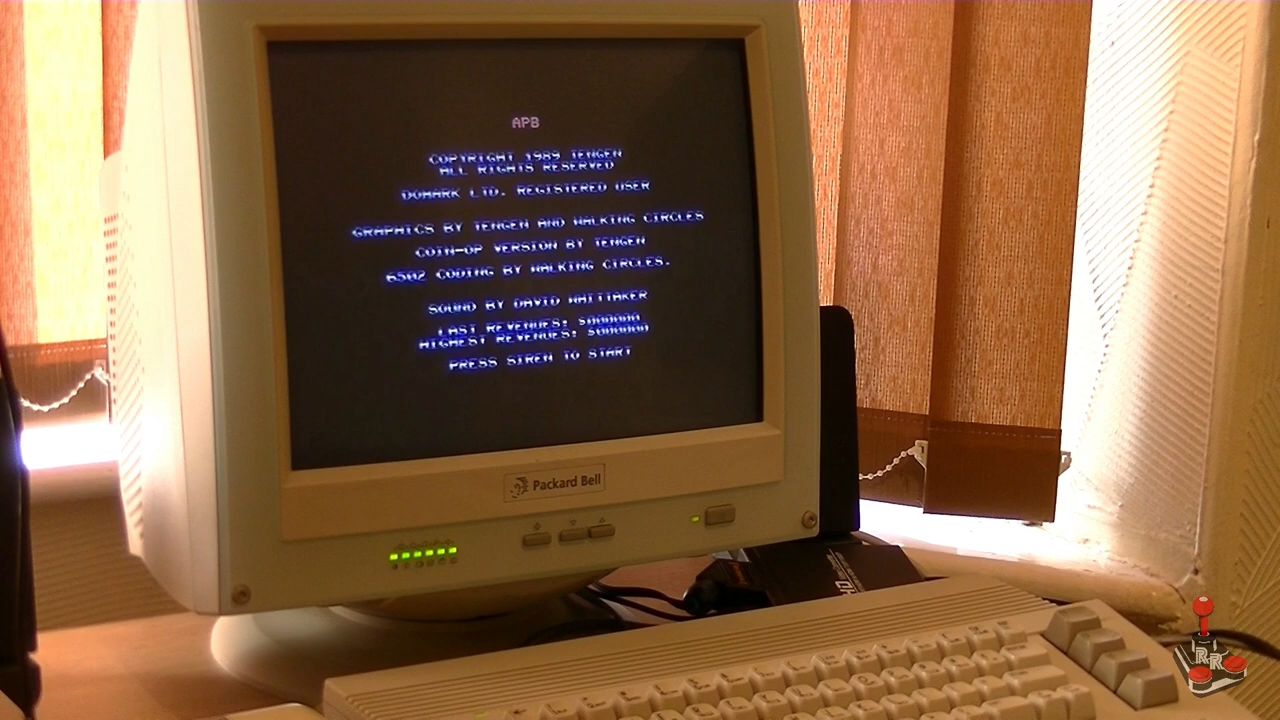 APB
COPYRIGHT 1989 TENGEN
ALL RIGHTS RESERVED
DOMARK LTD. REGISTERED USER
GRAPHICS BY TENGEN AND WALKING CIRCLES
COIN-OP VERSION BY TENGEN
6502 CODING BY WALKING CIRCLES.
SOUND BY DAVID WHITTAKER
LAST REVENUES: $000000
HIGHEST REVENUES: $000000
PRESS SIREN TO START
Packard Bell
RR